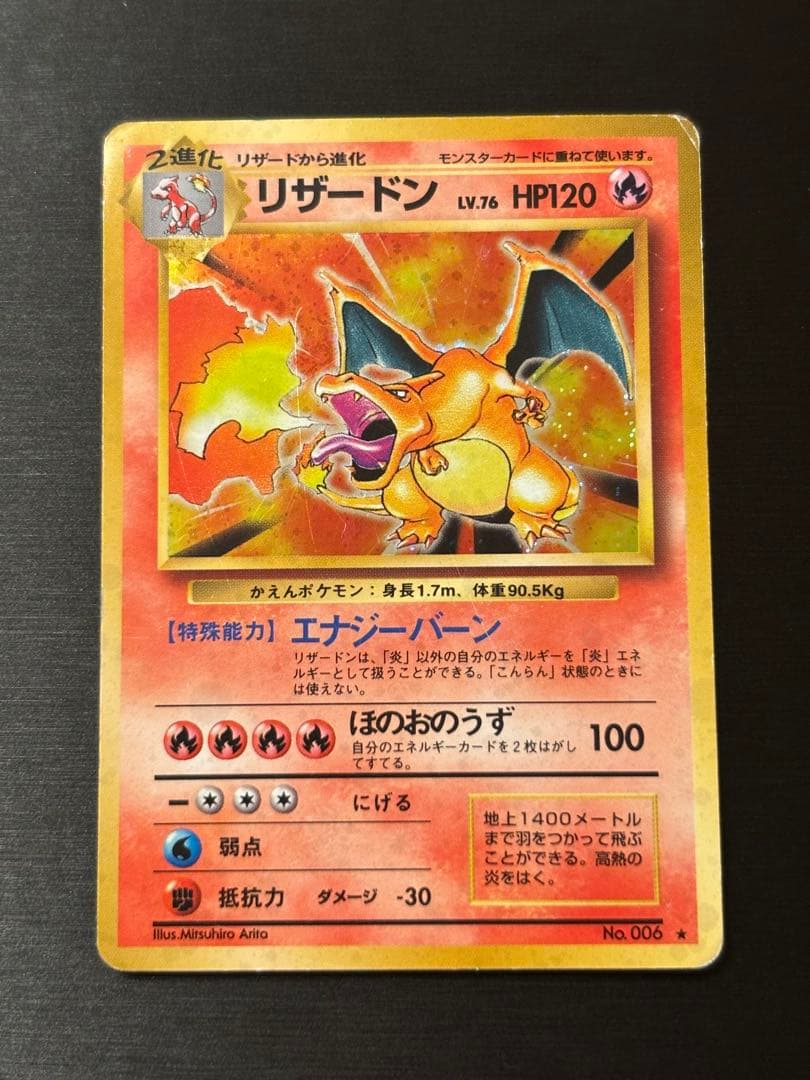 2進化
リザードから進化
モンスターカードに重ねて使います。
リザードン LV.76 HP120
かえんポケモン：身長1.7m、体重90.5Kg
【特殊能力】 エナジーバーン
リザードンは、「炎」以外の自分のエネルギーを「炎」エネ
ルギーとして扱うことができる。「こんらん」状態のときに
は使えない。
ほのおのうず 100
自分のエネルギーカードを2枚はがし
てすてる。
にげる
弱点
抵抗力 ダメージ -30
地上1400メートル
まで羽をつかって飛ぶ
ことができる。高熱の
炎をはく。
Illus.Mitsuhiro Arita
No. 006 ★